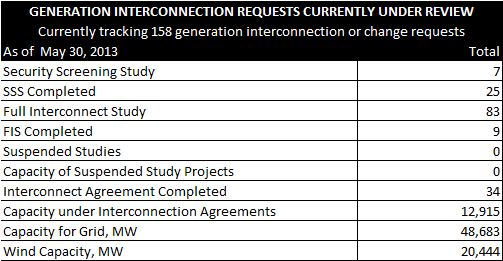 GENERATION INTERCONNECTION REQUESTS CURRENTLY UNDER REVIEW
Currently tracking 158 generation interconnection or change requests
As of May 30, 2013 Total
Security Screening Study 7
SSS Completed 25
Full Interconnect Study 83
FIS Completed 9
Suspended Studies 0
Capacity of Suspended Study Projects 0
Interconnect Agreement Completed 34
Capacity under Interconnection Agreements 12,915
Capacity for Grid, MW 48,683
Wind Capacity, MW 20,444